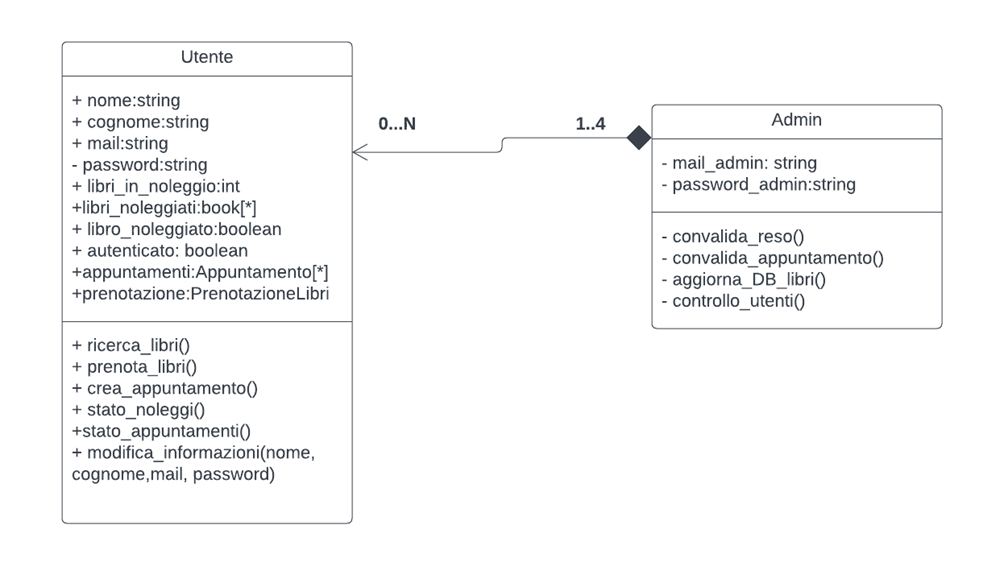 Utente
+ nome:string
+ cognome:string
+ mail:string
- password:string
+ libri_in_noleggio:int
+libri_noleggiati:book[*]
+ libro_noleggiato:boolean
+ autenticato: boolean
+appuntamenti:Appuntamento[*]
+prenotazione:PrenotazioneLibri
+ ricerca_libri()
+ prenota_libri()
+ crea_appuntamento()
+ stato_noleggi()
+stato_appuntamenti()
+ modifica_informazioni(nome,
cognome,mail, password)
0...N
1..4
Admin
- mail_admin: string
- password_admin:string
- convalida_reso()
- convalida_appuntamento()
- aggiorna_DB_libri()
- controllo_utenti()